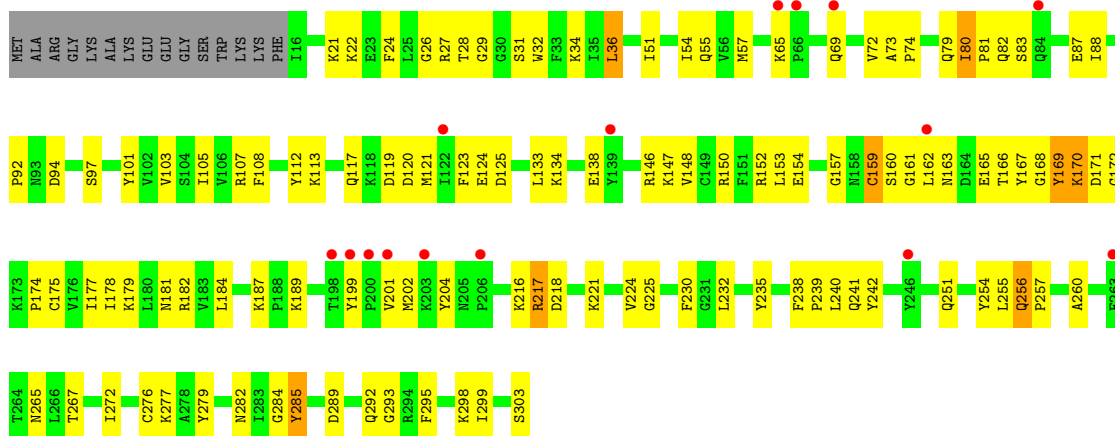 MET ALA ARG GLY LYS ALA LYS GLU GLU GLY SER TRP LYS LYS PHE I16 K21 K22 E23 F24 L25 G26 R27 T28 G29 G30 S31 W32 F33 K34 I35 L36 I51 I54 Q55 V56 M57 K65 P66 Q69 V72 A73 P74 Q79 I80 P81 Q82 S83 Q84 E87 I88
P92 N93 D94 S97 Y101 V102 V103 S104 I105 V106 R107 F108 Y112 K113 Q117 K118 D119 D120 M121 I122 F123 E124 D125 L133 K134 E138 Y139 R146 K147 V148 C149 R150 F151 R152 L153 E154 G157 N158 C159 S160 G161 L162 N163 D164 E165 T166 Y167 G168 Y169 K170 D171 G172
K173 P174 C175 V176 I177 I178 K179 L180 N181 R182 V183 L184 K187 P188 K189 T198 Y199 P200 V201 M202 K203 Y204 N205 P206 K216 R217 D218 K221 V224 G225 F230 G231 L232 Y235 F238 P239 L240 Q241 Y242 Y246 Q251 Y254 L255 Q256 P257 A260 F263
T264 N265 L266 T267 I272 C276 K277 A278 Y279 N282 I283 G284 Y285 D289 Q292 G293 R294 F295 K298 I299 S303